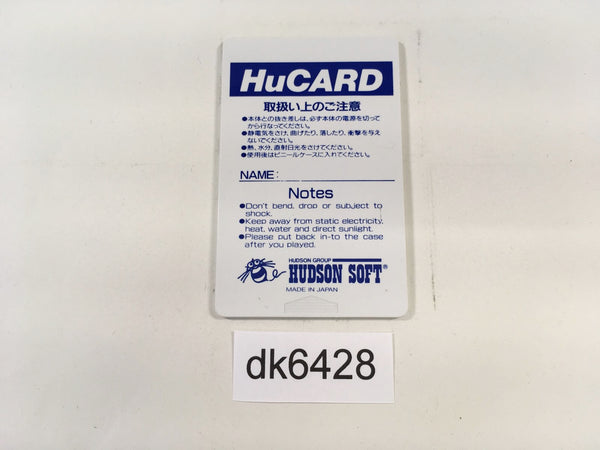 HuCARD
取扱い上のご注意
●本体との抜き差しは、必ず本体の電源を切って
から行なってください。
●静電気をさけ、曲げたり、落したり、衝撃を与え
ないでください。
●熱、水分、直射日光をさけてください。
●使用後はビニールケースに入れてください。
NAME:
Notes
●Don't bend, drop or subject to
shock.
●Keep away from static electricity,
heat, water and direct sunlight.
●Please put back in-to the case
after you played.
HUDSON GROUP
HUDSON SOFT®
MADE IN JAPAN
dk6428